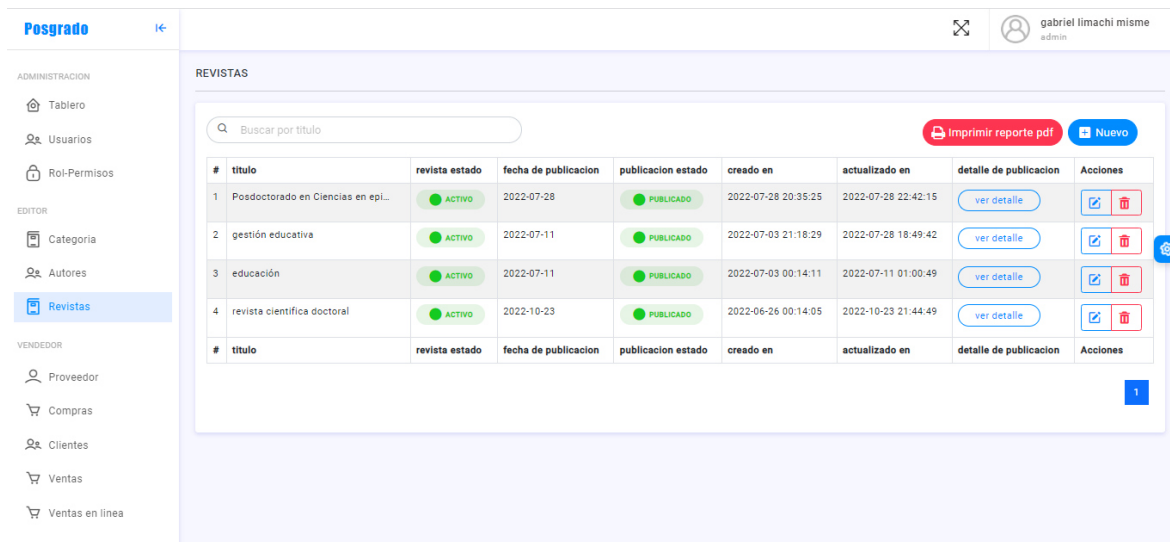 Posgrado
gabriel limachi misme
admin
ADMINISTRACION
Tablero
Usuarios
Rol-Permisos
EDITOR
Categoria
Autores
Revistas
VENDEDOR
Proveedor
Compras
Clientes
Ventas
Ventas en linea
REVISTAS
Buscar por titulo
Imprimir reporte pdf
Nuevo
# titulo revista estado fecha de publicacion publicacion estado creado en actualizado en detalle de publicacion Acciones
1 Posdoctorado en Ciencias en epi... ACTIVO 2022-07-28 PUBLICADO 2022-07-28 20:35:25 2022-07-28 22:42:15 ver detalle
2 gestión educativa ACTIVO 2022-07-11 PUBLICADO 2022-07-03 21:18:29 2022-07-28 18:49:42 ver detalle
3 educación ACTIVO 2022-07-11 PUBLICADO 2022-07-03 00:14:11 2022-07-11 01:00:49 ver detalle
4 revista cientifica doctoral ACTIVO 2022-10-23 PUBLICADO 2022-06-26 00:14:05 2022-10-23 21:44:49 ver detalle
# titulo revista estado fecha de publicacion publicacion estado creado en actualizado en detalle de publicacion Acciones
1